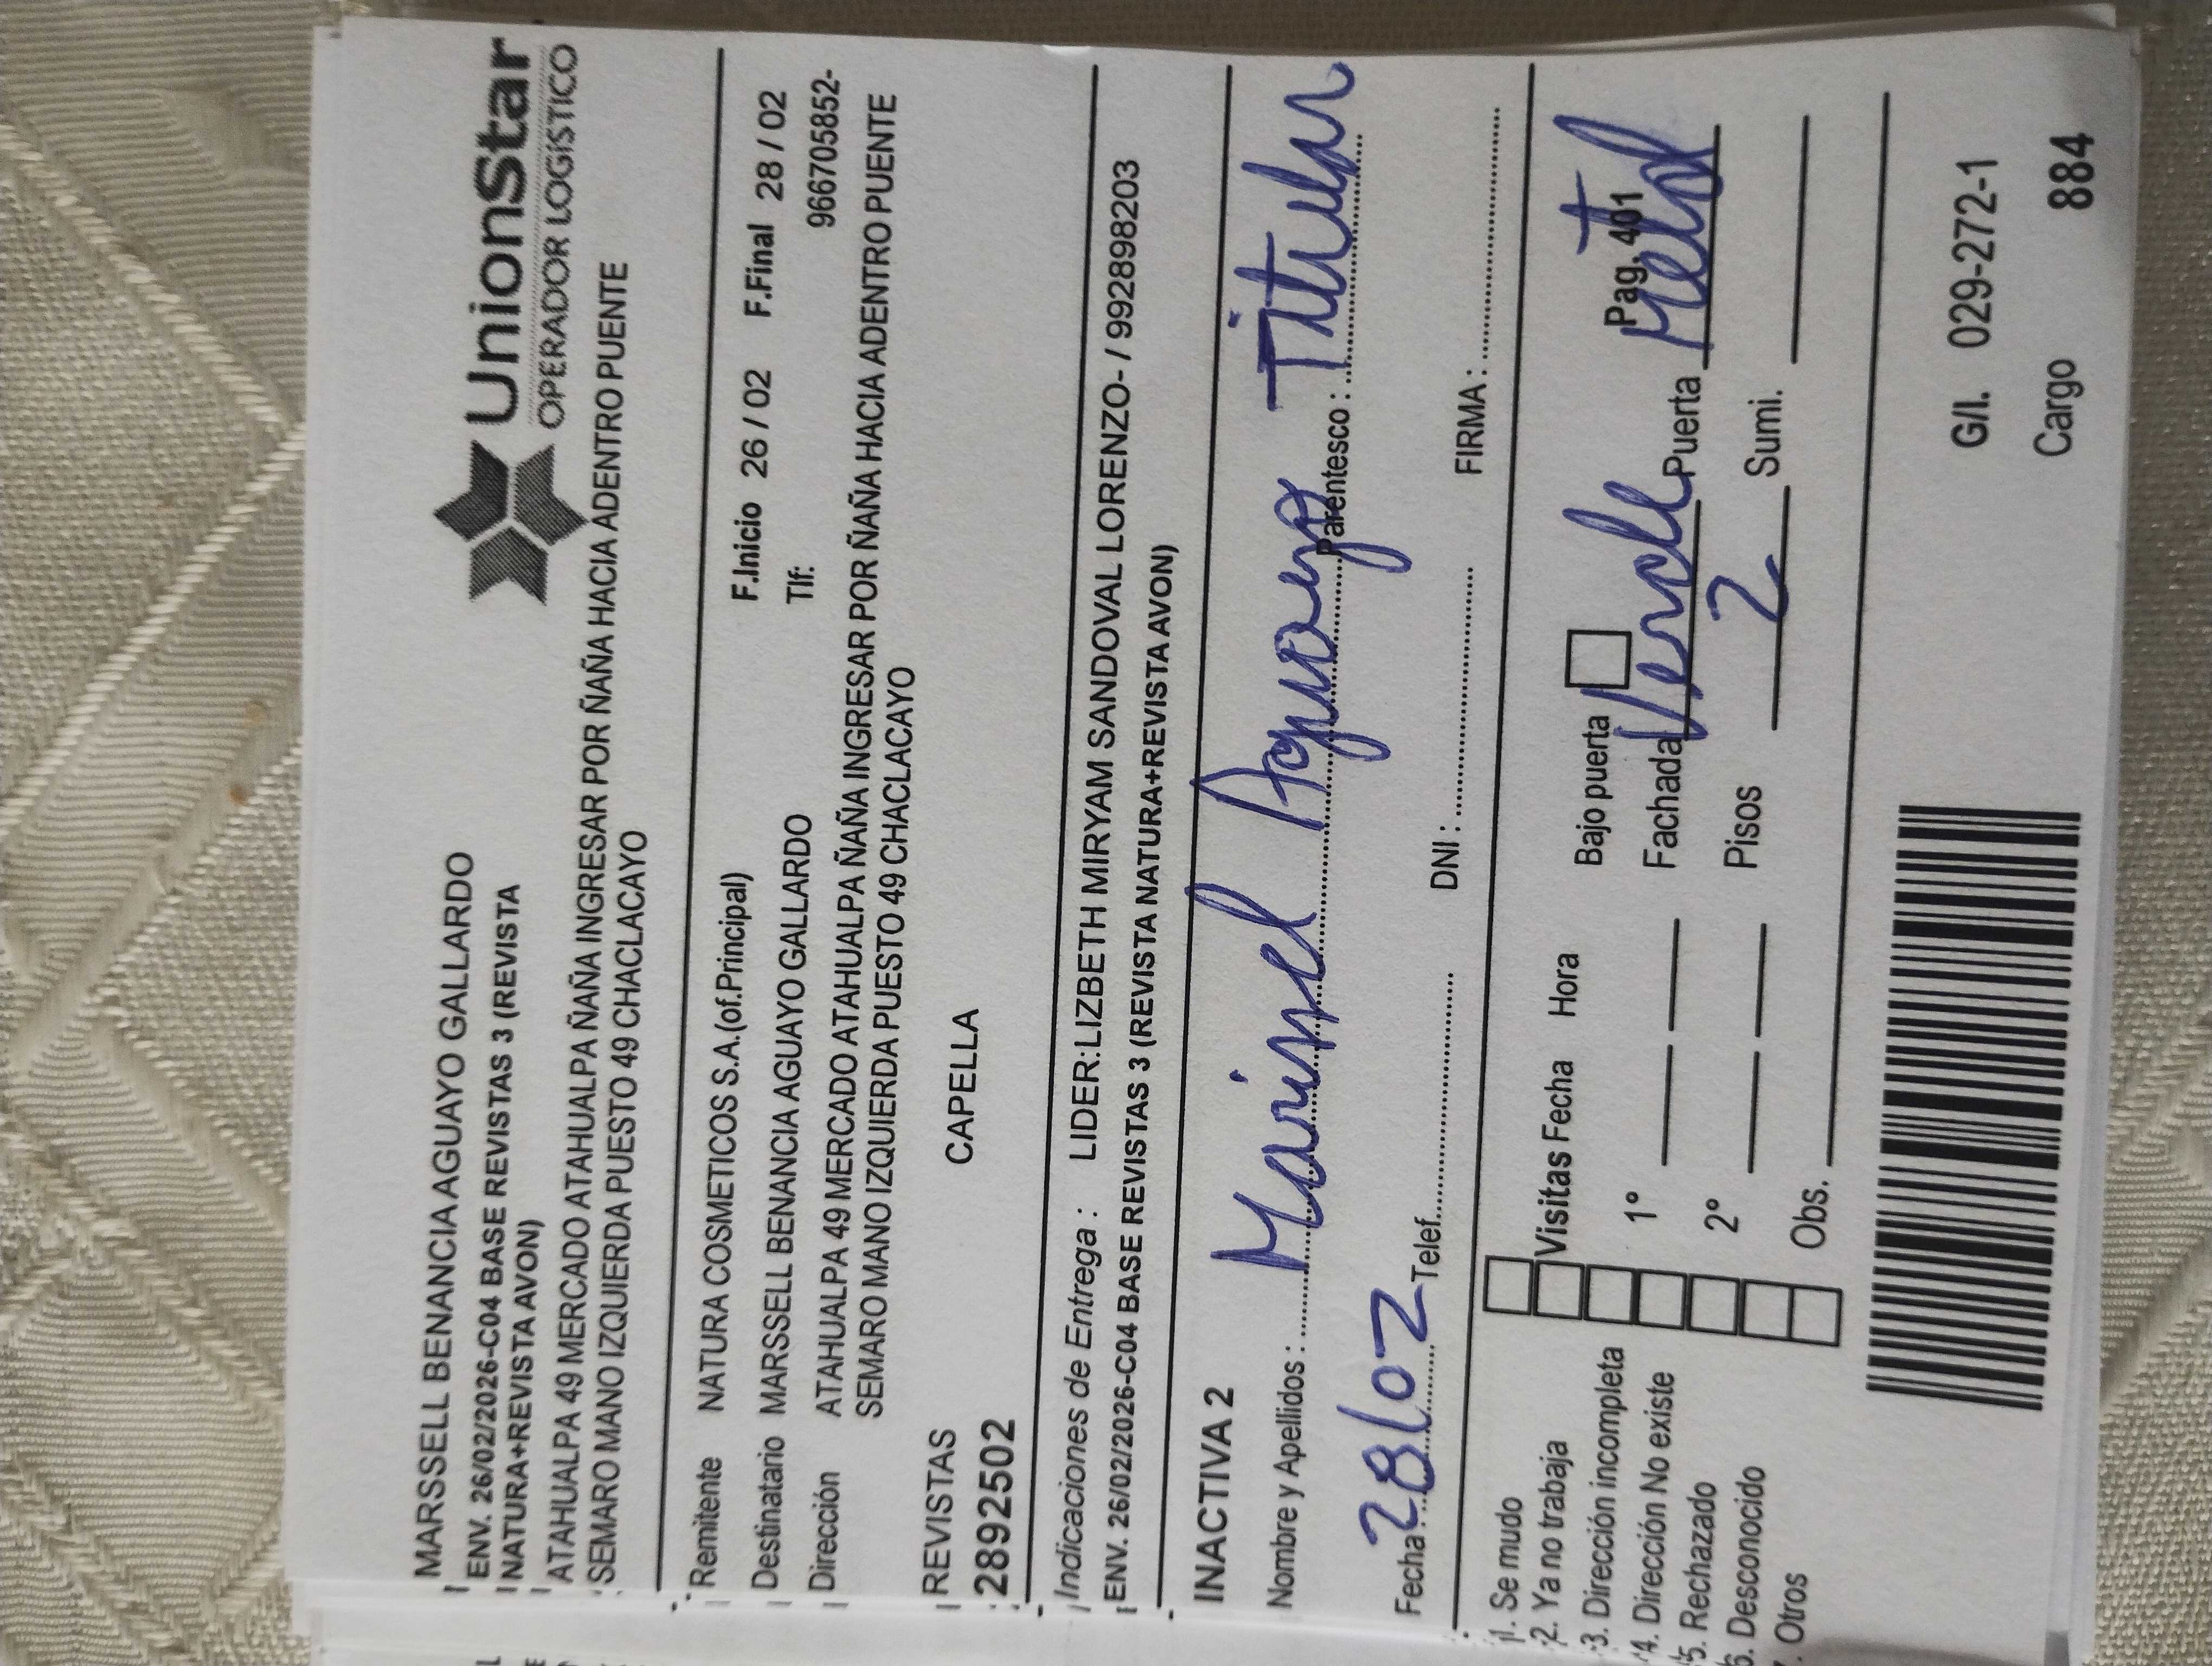 UnionStar
OPERADOR LOGÍSTICO
MARSSELL BENANCIA AGUAYO GALLARDO
ENV. 26/02/2026-C04 BASE REVISTAS 3 (REVISTA
NATURA+REVISTA AVON)
ATAHUALPA 49 MERCADO ATAHUALPA ÑAÑA INGRESAR POR ÑAÑA HACIA ADENTRO PUENTE
SEMARO MANO IZQUIERDA PUESTO 49 CHACLACAYO
Remitente NATURA COSMETICOS S.A.(of.Principal) F.Inicio 26 / 02 F.Final 28 / 02
Destinatario MARSSELL BENANCIA AGUAYO GALLARDO Tlf: 966705852-
Dirección ATAHUALPA 49 MERCADO ATAHUALPA ÑAÑA INGRESAR POR ÑAÑA HACIA ADENTRO PUENTE
SEMARO MANO IZQUIERDA PUESTO 49 CHACLACAYO
REVISTAS CAPELLA
2892502
Indicaciones de Entrega : LIDER:LIZBETH MIRYAM SANDOVAL LORENZO- / 992898203
ENV. 26/02/2026-C04 BASE REVISTAS 3 (REVISTA NATURA+REVISTA AVON)
INACTIVA 2
Nombre y Apellidos : Aguayo Parentesco : Titular
Fecha : 28/02 Telef. DNI : FIRMA :
1. Se mudo
2. Ya no trabaja Visitas Fecha Hora Bajo puerta Pag. 401
3. Dirección incompleta 1° Fachada Verde Puerta Metal
4. Dirección No existe
5. Rechazado 2° Pisos 2 Sumi.
6. Desconocido
7. Otros Obs.
G/I. 029-272-1
Cargo 884